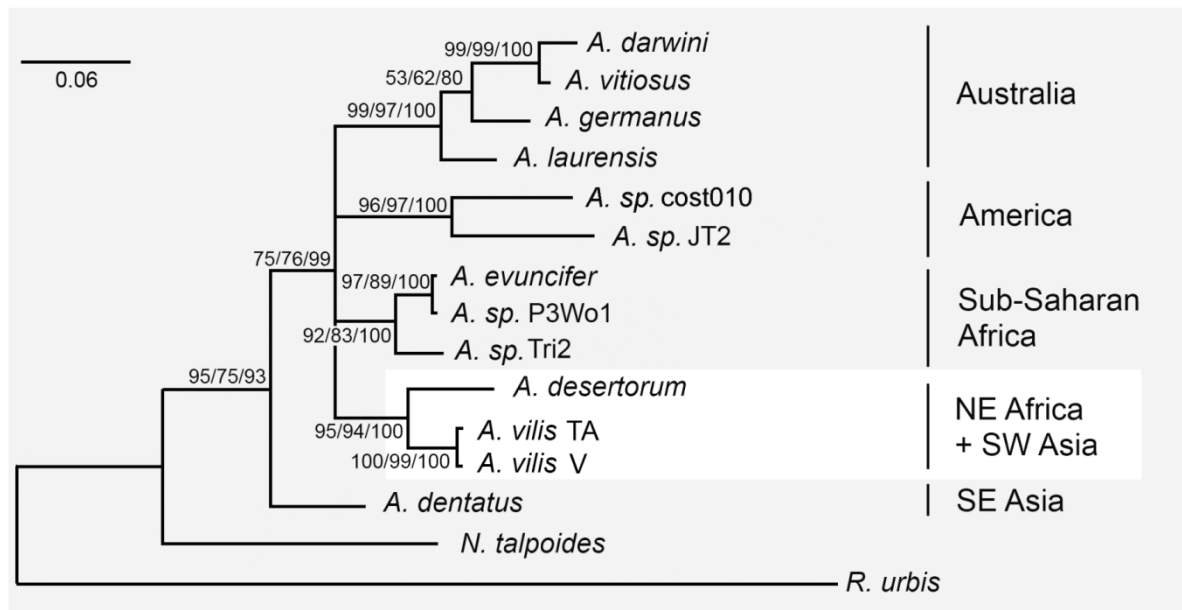 0.06
99/99/100
A. darwini
53/62/80
A. vitiosus
99/97/100
A. germanus
A. laurensis
Australia
96/97/100
A. sp. cost010
A. sp. JT2
America
75/76/99
97/89/100
A. evuncifer
A. sp. P3Wo1
92/83/100
A. sp. Tri2
Sub-Saharan
Africa
95/75/93
A. desertorum
95/94/100
A. vilis TA
100/99/100
A. vilis V
NE Africa
+ SW Asia
A. dentatus
SE Asia
N. talpoides
R. urbis